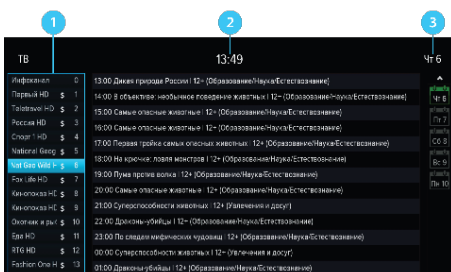 1 2 3
ТВ 13:49 Чт 6
Инфоканал 0
Первый HD $ 1
Teletravel HD $ 2
Россия HD $ 3
Спорт 1 HD $ 4
National Geog $ 5
Nat Geo Wild H $ 6
Fox Life HD $ 7
Кинопоказ HD $ 8
Кинопоказ HD $ 9
Охотник и рыб $ 10
Еда HD $ 11
RTG HD $ 12
Fashion One H $ 13
13:00 Дикая природа России | 12+ (Образование/Наука/Естествознание)
14:00 В объективе: необычное поведение животных | 12+ (Образование/Наука/Естествознание)
15:00 Самые опасные животные | 12+ (Образование/Наука/Естествознание)
16:00 Самые опасные животные | 12+ (Образование/Наука/Естествознание)
17:00 Первая тройка самых опасных животных | 12+ (Образование/Наука/Естествознание)
18:00 На крючке: ловля монстров | 12+ (Образование/Наука/Естествознание)
19:00 Пума против волка | 12+ (Образование/Наука/Естествознание)
20:00 Самые опасные животные | 12+ (Образование/Наука/Естествознание)
21:00 Суперспособности животных | 12+ (Увлечения и досуг)
22:00 Драконы-убийцы | 12+ (Образование/Наука/Естествознание)
23:00 По следам мифических чудовищ | 12+ (Образование/Наука/Естествознание)
00:00 Суперспособности животных | 12+ (Увлечения и досуг)
01:00 Драконы-убийцы | 12+ (Образование/Наука/Естествознание)
Чт 6
Пт 7
Сб 8
Вс 9
Пн 10